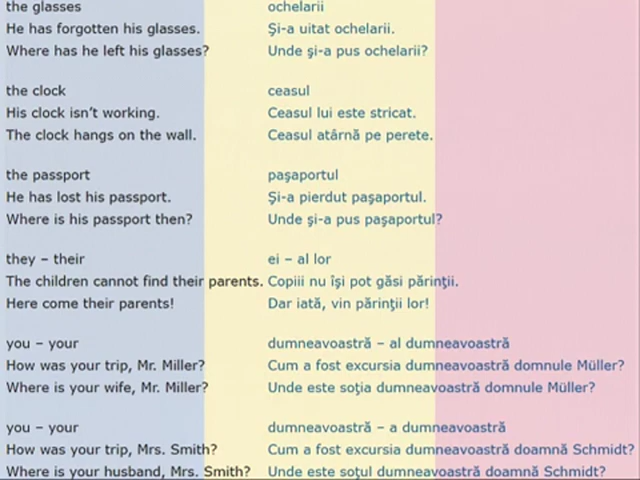 the glasses ochelarii
He has forgotten his glasses. Şi-a uitat ochelarii.
Where has he left his glasses? Unde şi-a pus ochelarii?
the clock ceasul
His clock isn’t working. Ceasul lui este stricat.
The clock hangs on the wall. Ceasul atârnă pe perete.
the passport paşaportul
He has lost his passport. Şi-a pierdut paşaportul.
Where is his passport then? Unde şi-a pus paşaportul?
they – their ei – al lor
The children cannot find their parents. Copiii nu îşi pot găsi părinţii.
Here come their parents! Dar iată, vin părinţii lor!
you – your dumneavoastră – al dumneavoastră
How was your trip, Mr. Miller? Cum a fost excursia dumneavoastră domnule Müller?
Where is your wife, Mr. Miller? Unde este soţia dumneavoastră domnule Müller?
you – your dumneavoastră – a dumneavoastră
How was your trip, Mrs. Smith? Cum a fost excursia dumneavoastră doamnă Schmidt?
Where is your husband, Mrs. Smith? Unde este soţul dumneavoastră doamnă Schmidt?